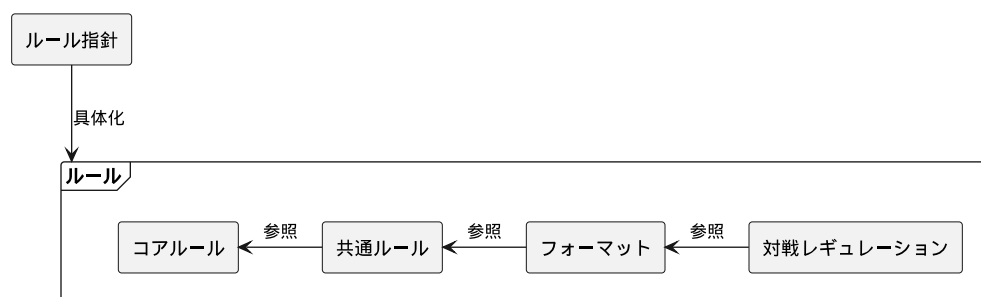 ルール指針
具体化
ルール
参照 参照 参照
コアルール 共通ルール フォーマット 対戦レギュレーション